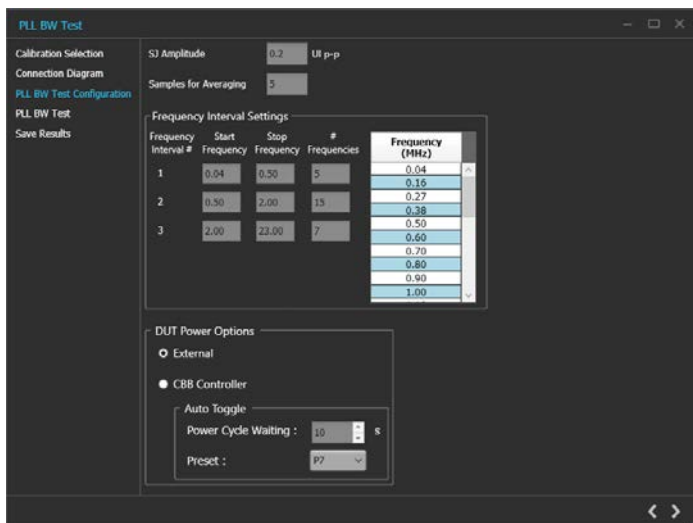 PLL BW Test
Calibration Selection
Connection Diagram
PLL BW Test Configuration
PLL BW Test
Save Results
SJ Amplitude 0.2 UI p-p
Samples for Averaging 5
Frequency Interval Settings
Frequency Interval # Start Frequency Stop Frequency # Frequencies
1 0.04 0.50 5
2 0.50 2.00 15
3 2.00 23.00 7
Frequency (MHz)
0.04
0.16
0.27
0.38
0.50
0.60
0.70
0.80
0.90
1.00
DUT Power Options
External
CBB Controller
Auto Toggle
Power Cycle Waiting : 10 s
Preset : P7